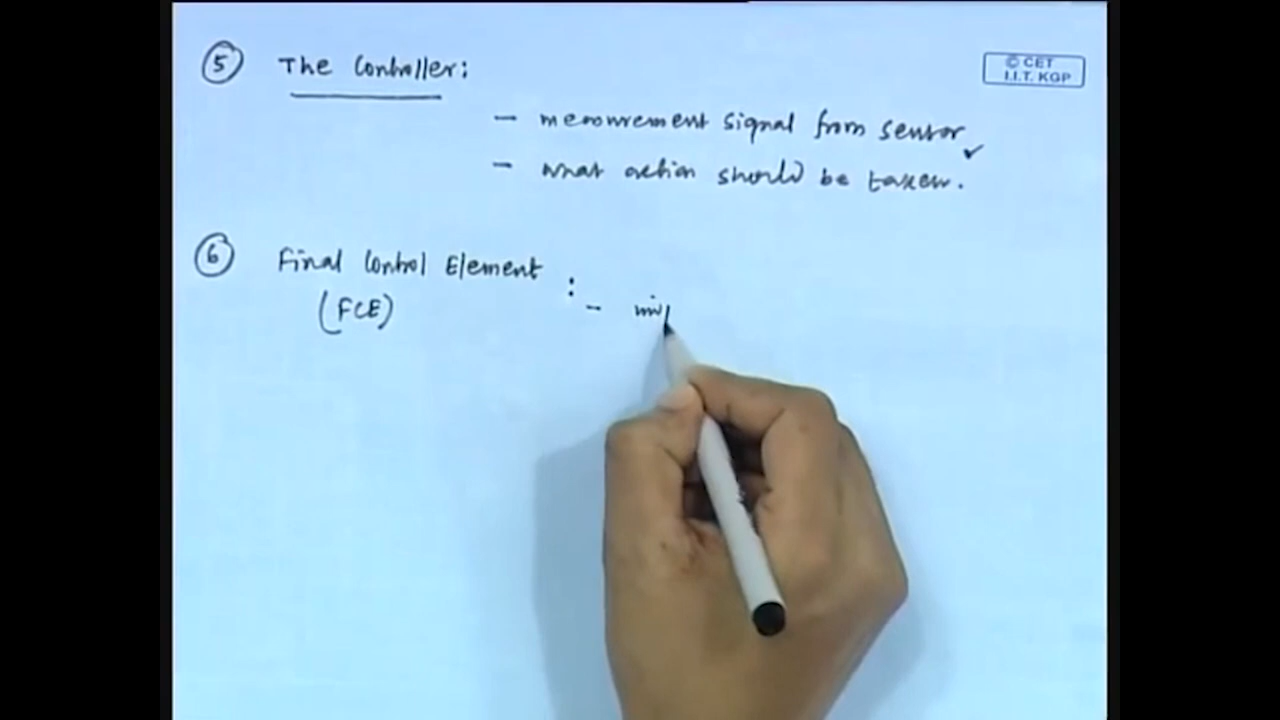 5 The Controller:
© CET
I.I.T. KGP
- measurement signal from sensor
- what action should be taken.
6 Final Control Element :
(FCE)
-